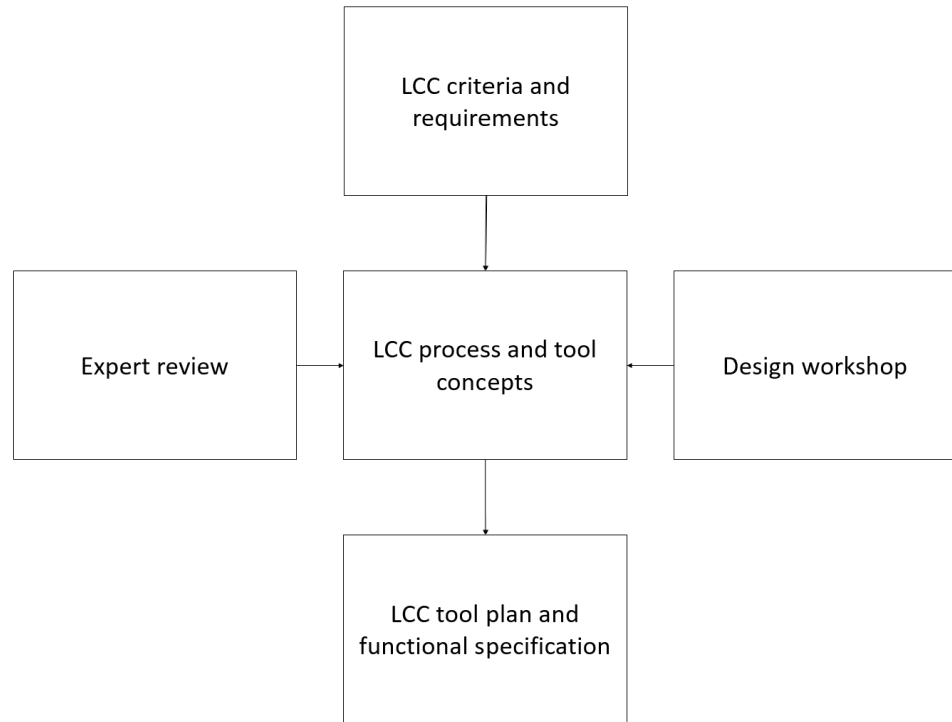 LCC criteria and
requirements
Expert review
LCC process and tool
concepts
Design workshop
LCC tool plan and
functional specification